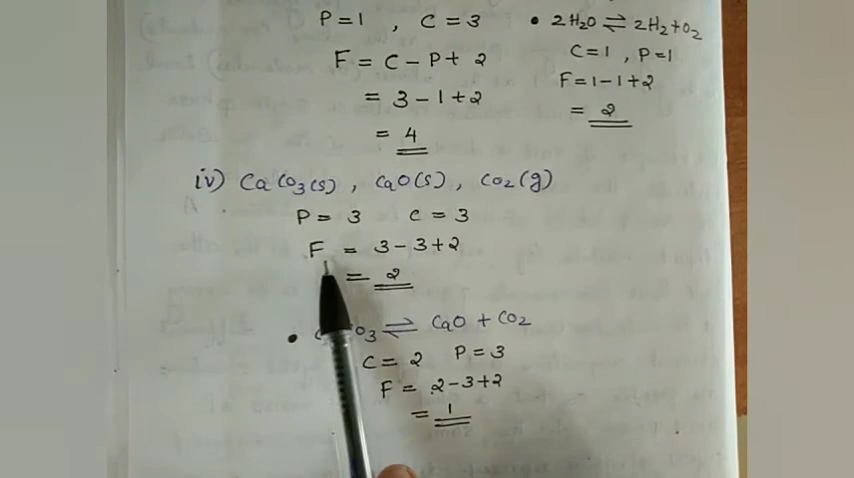 P = 1 , C = 3
F = C - P + 2
= 3 - 1 + 2
= 4
• 2H₂O ⇌ 2H₂ + O₂
C = 1 , P = 1
F = 1 - 1 + 2
= 2
iv) CaCO₃(s) , CaO(s) , CO₂(g)
P = 3 C = 3
F = 3 - 3 + 2
= 2
• O₃ ⇌ CaO + CO₂
C = 2 P = 3
F = 2 - 3 + 2
= 1